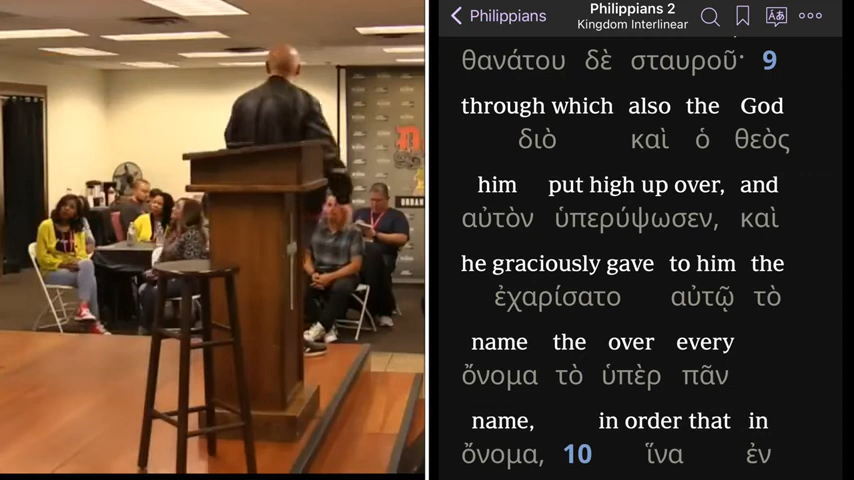 Philippians
Philippians 2
Kingdom Interlinear
θανάτου δὲ σταυροῦ· 9
through which also the God
διὸ καὶ ὁ θεὸς
him put high up over, and
αὐτὸν ὑπερύψωσεν, καὶ
he graciously gave to him the
ἐχαρίσατο αὐτῷ τὸ
name the over every
ὄνομα τὸ ὑπὲρ πᾶν
name, in order that in
ὄνομα, 10 ἵνα ἐν